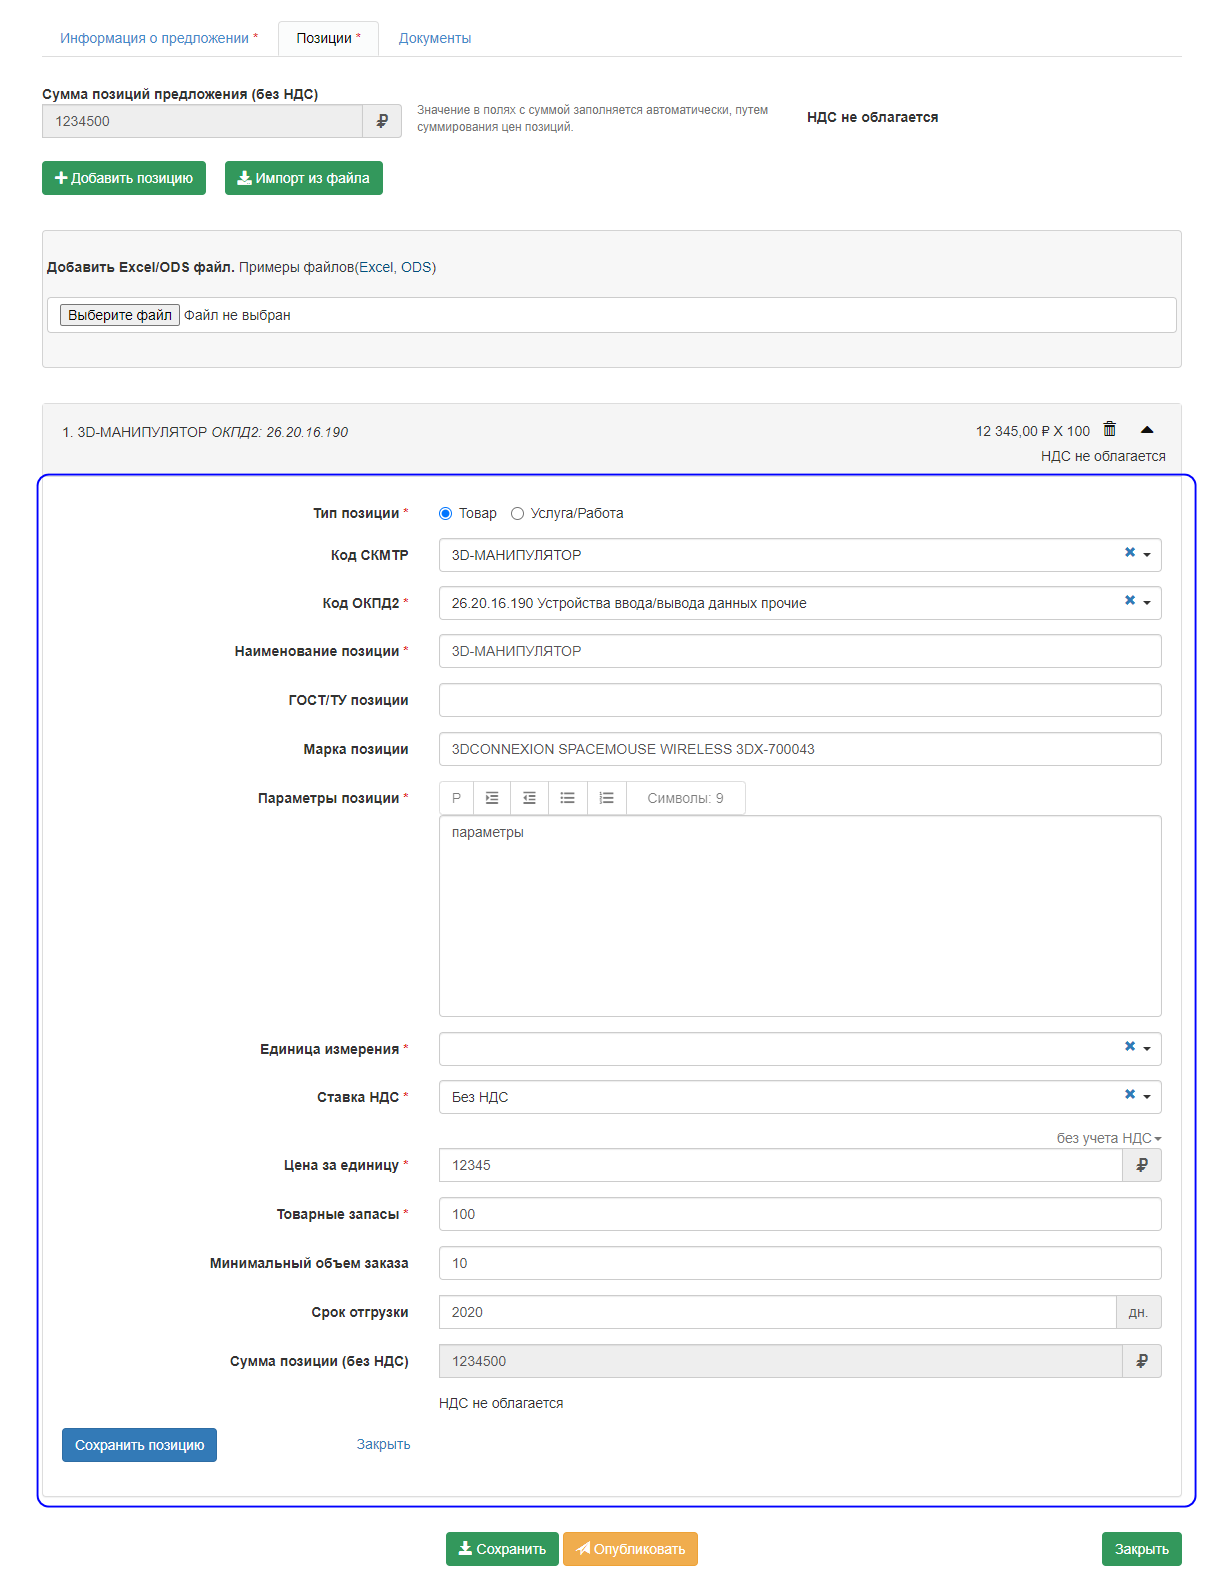 Информация о предложении *
Позиции *
Документы
Сумма позиций предложения (без НДС)
1234500 ₽
Значение в полях с суммой заполняется автоматически, путем
суммирования цен позиций.
НДС не облагается
Добавить позицию
Импорт из файла
Добавить Excel/ODS файл. Примеры файлов(Excel, ODS)
Выберите файл Файл не выбран
1. 3D-МАНИПУЛЯТОР ОКПД2: 26.20.16.190
12 345,00 ₽ X 100
НДС не облагается
Тип позиции * Товар Услуга/Работа
Код СКМТР 3D-МАНИПУЛЯТОР
Код ОКПД2 * 26.20.16.190 Устройства ввода/вывода данных прочие
Наименование позиции * 3D-МАНИПУЛЯТОР
ГОСТ/ТУ позиции
Марка позиции 3DCONNEXION SPACEMOUSE WIRELESS 3DX-700043
Параметры позиции * P Символы: 9
параметры
Единица измерения *
Ставка НДС * Без НДС
без учета НДС
Цена за единицу * 12345 ₽
Товарные запасы * 100
Минимальный объем заказа 10
Срок отгрузки 2020 дн.
Сумма позиции (без НДС) 1234500 ₽
НДС не облагается
Сохранить позицию Закрыть
Сохранить Опубликовать Закрыть